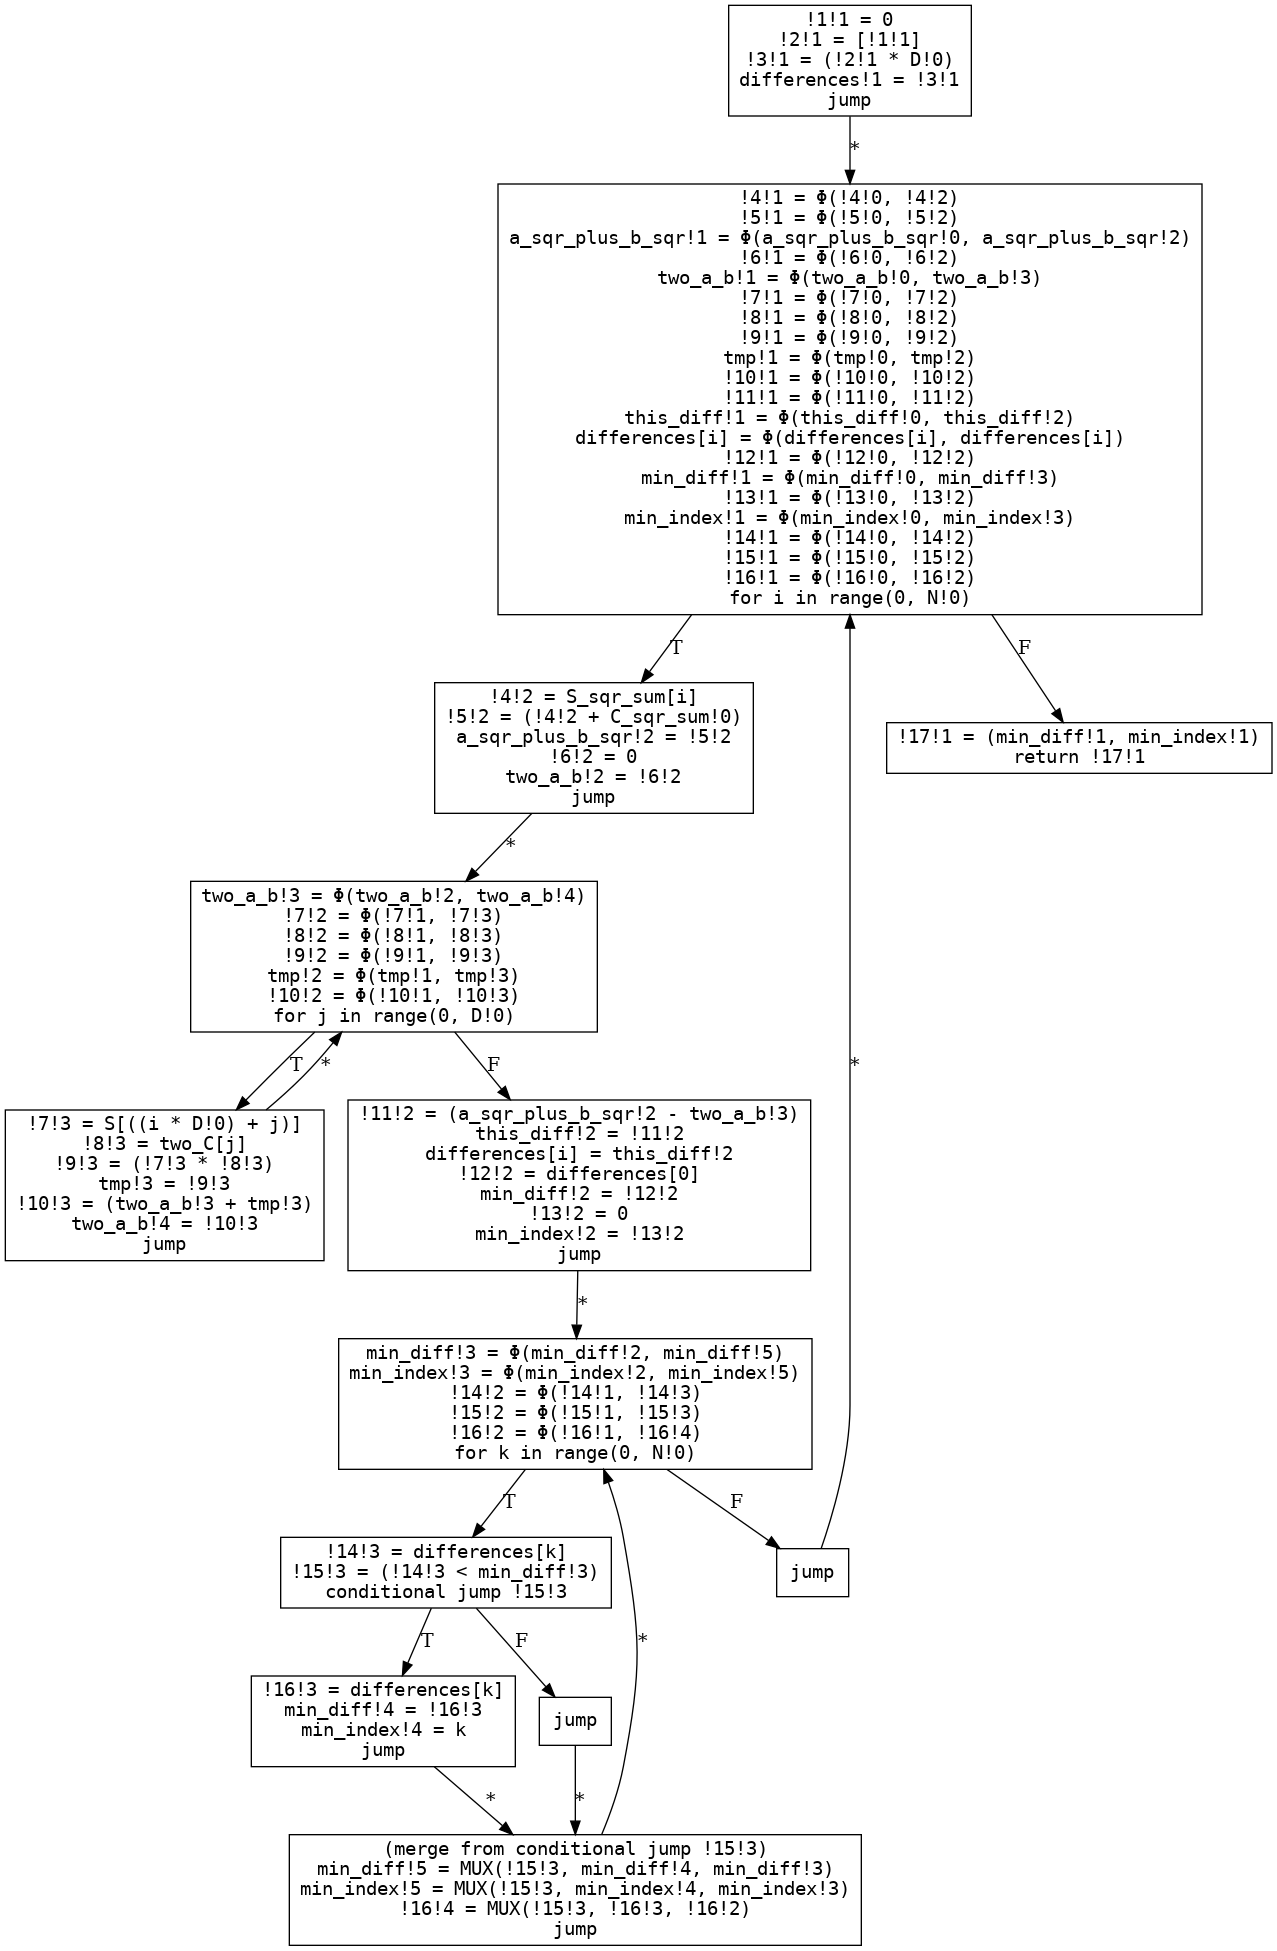 !1!1 = 0
!2!1 = [!1!1]
!3!1 = (!2!1 * D!0)
differences!1 = !3!1
jump
*
!4!1 = Φ(!4!0, !4!2)
!5!1 = Φ(!5!0, !5!2)
a_sqr_plus_b_sqr!1 = Φ(a_sqr_plus_b_sqr!0, a_sqr_plus_b_sqr!2)
!6!1 = Φ(!6!0, !6!2)
two_a_b!1 = Φ(two_a_b!0, two_a_b!3)
!7!1 = Φ(!7!0, !7!2)
!8!1 = Φ(!8!0, !8!2)
!9!1 = Φ(!9!0, !9!2)
tmp!1 = Φ(tmp!0, tmp!2)
!10!1 = Φ(!10!0, !10!2)
!11!1 = Φ(!11!0, !11!2)
this_diff!1 = Φ(this_diff!0, this_diff!2)
differences[i] = Φ(differences[i], differences[i])
!12!1 = Φ(!12!0, !12!2)
min_diff!1 = Φ(min_diff!0, min_diff!3)
!13!1 = Φ(!13!0, !13!2)
min_index!1 = Φ(min_index!0, min_index!3)
!14!1 = Φ(!14!0, !14!2)
!15!1 = Φ(!15!0, !15!2)
!16!1 = Φ(!16!0, !16!2)
for i in range(0, N!0)
T
F
!4!2 = S_sqr_sum[i]
!5!2 = (!4!2 + C_sqr_sum!0)
a_sqr_plus_b_sqr!2 = !5!2
!6!2 = 0
two_a_b!2 = !6!2
jump
!17!1 = (min_diff!1, min_index!1)
return !17!1
*
two_a_b!3 = Φ(two_a_b!2, two_a_b!4)
!7!2 = Φ(!7!1, !7!3)
!8!2 = Φ(!8!1, !8!3)
!9!2 = Φ(!9!1, !9!3)
tmp!2 = Φ(tmp!1, tmp!3)
!10!2 = Φ(!10!1, !10!3)
for j in range(0, D!0)
T
*
F
*
!7!3 = S[((i * D!0) + j)]
!8!3 = two_C[j]
!9!3 = (!7!3 * !8!3)
tmp!3 = !9!3
!10!3 = (two_a_b!3 + tmp!3)
two_a_b!4 = !10!3
jump
!11!2 = (a_sqr_plus_b_sqr!2 - two_a_b!3)
this_diff!2 = !11!2
differences[i] = this_diff!2
!12!2 = differences[0]
min_diff!2 = !12!2
!13!2 = 0
min_index!2 = !13!2
jump
*
min_diff!3 = Φ(min_diff!2, min_diff!5)
min_index!3 = Φ(min_index!2, min_index!5)
!14!2 = Φ(!14!1, !14!3)
!15!2 = Φ(!15!1, !15!3)
!16!2 = Φ(!16!1, !16!4)
for k in range(0, N!0)
T
F
!14!3 = differences[k]
!15!3 = (!14!3 < min_diff!3)
conditional jump !15!3
jump
T
F
*
!16!3 = differences[k]
min_diff!4 = !16!3
min_index!4 = k
jump
jump
*
*
(merge from conditional jump !15!3)
min_diff!5 = MUX(!15!3, min_diff!4, min_diff!3)
min_index!5 = MUX(!15!3, min_index!4, min_index!3)
!16!4 = MUX(!15!3, !16!3, !16!2)
jump